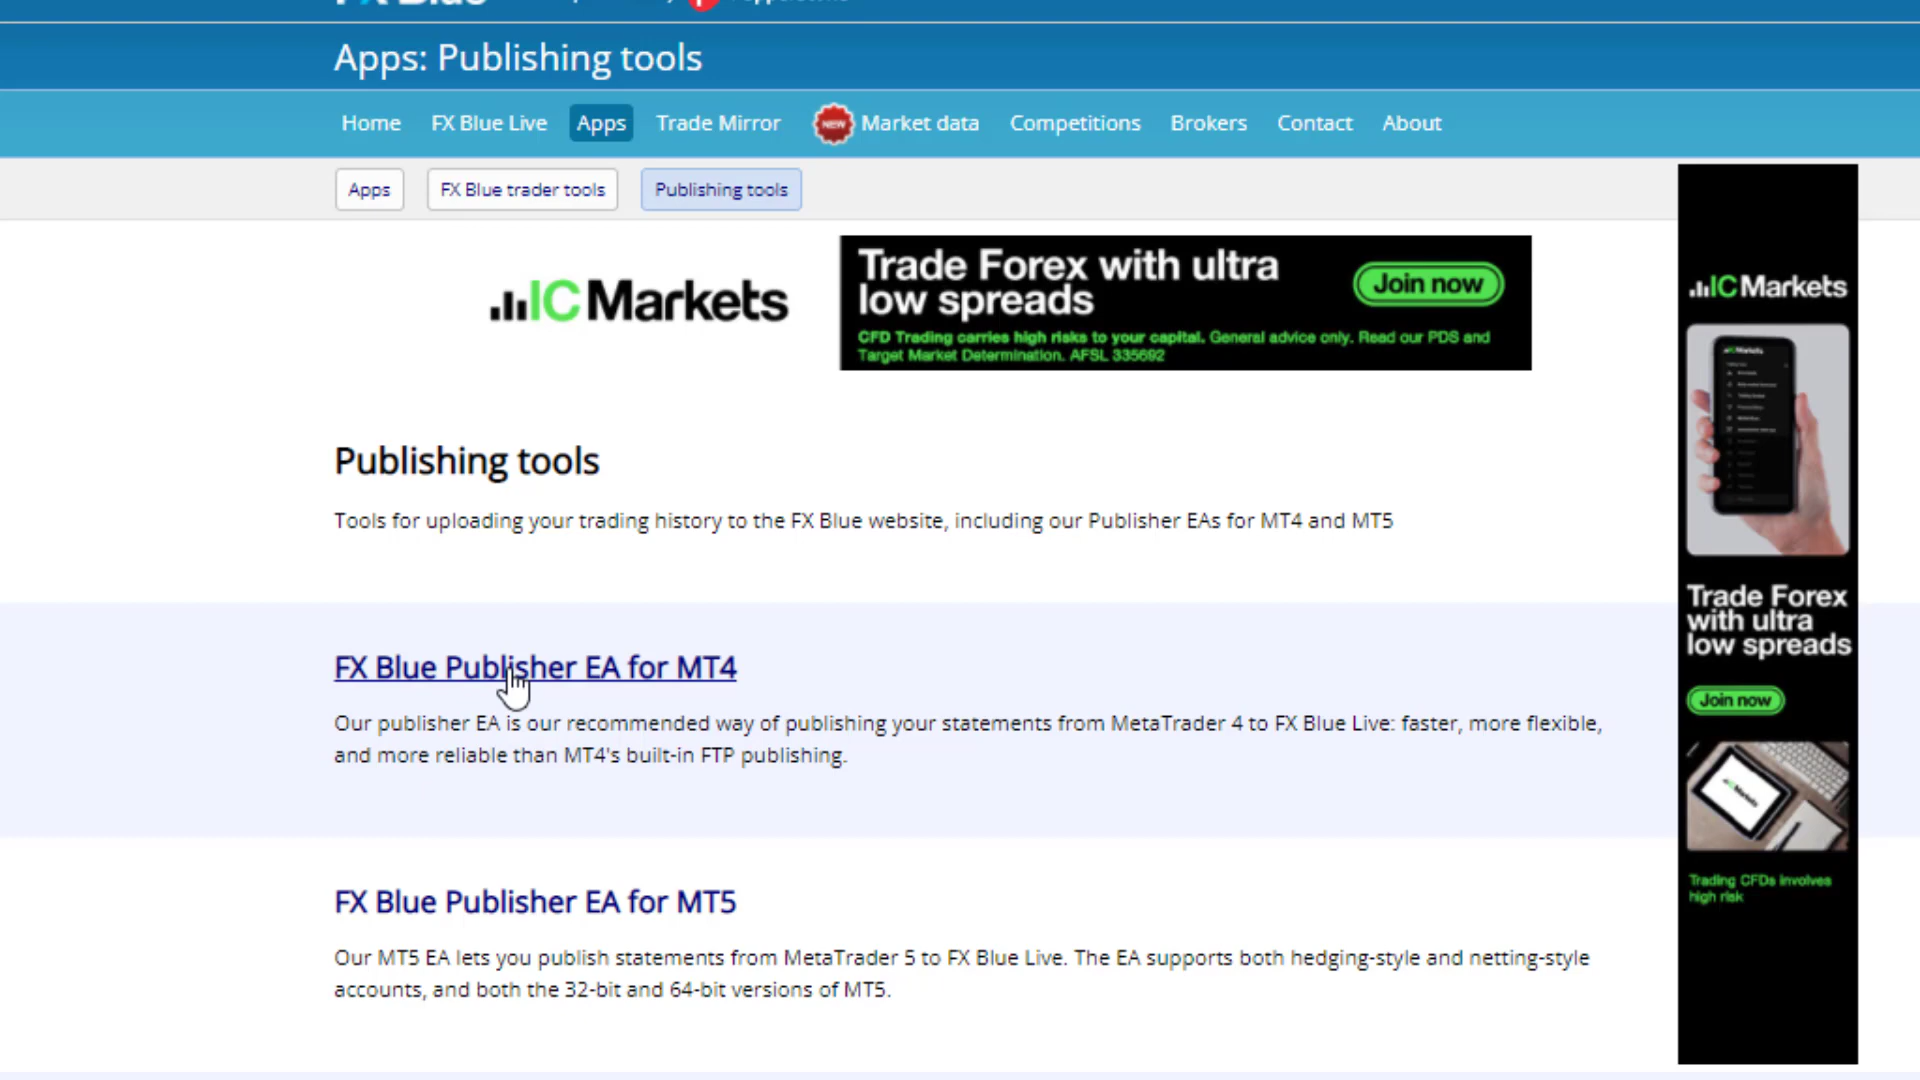 FX Blue
Apps: Publishing tools
Home FX Blue Live Apps Trade Mirror NEW Market data Competitions Brokers Contact About
Apps FX Blue trader tools Publishing tools
IC Markets
Trade Forex with ultra
low spreads
Join now
CFD Trading carries high risks to your capital. General advice only. Read our PDS and
Target Market Determination. AFSL 335692
Publishing tools
Tools for uploading your trading history to the FX Blue website, including our Publisher EAs for MT4 and MT5
FX Blue Publisher EA for MT4
Our publisher EA is our recommended way of publishing your statements from MetaTrader 4 to FX Blue Live: faster, more flexible,
and more reliable than MT4's built-in FTP publishing.
FX Blue Publisher EA for MT5
Our MT5 EA lets you publish statements from MetaTrader 5 to FX Blue Live. The EA supports both hedging-style and netting-style
accounts, and both the 32-bit and 64-bit versions of MT5.
IC Markets
Trade Forex
with ultra
low spreads
Join now
IC Markets
Trading CFDs involves
high risk